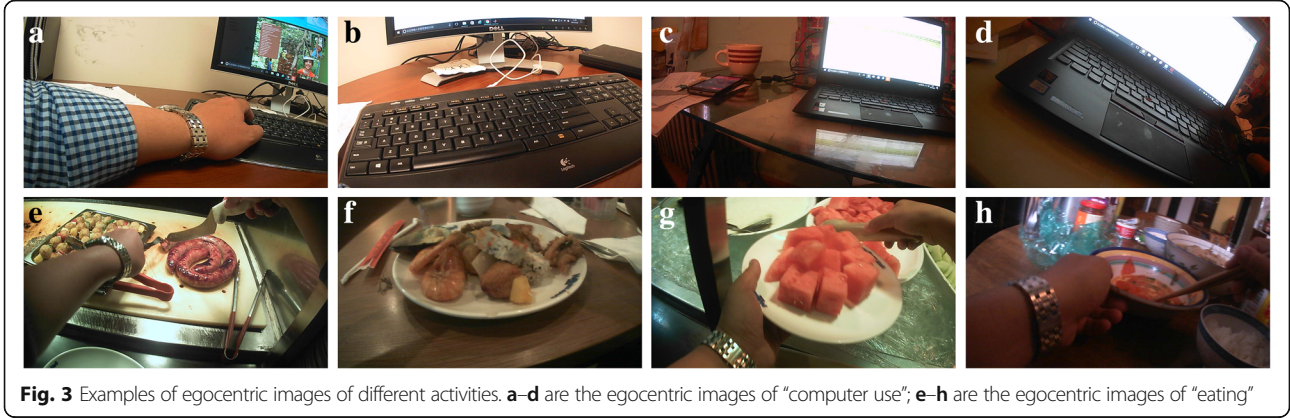 a
b
c
d
DELL
Logitech
e
f
g
h
Fig. 3 Examples of egocentric images of different activities. a–d are the egocentric images of “computer use”; e–h are the egocentric images of “eating”